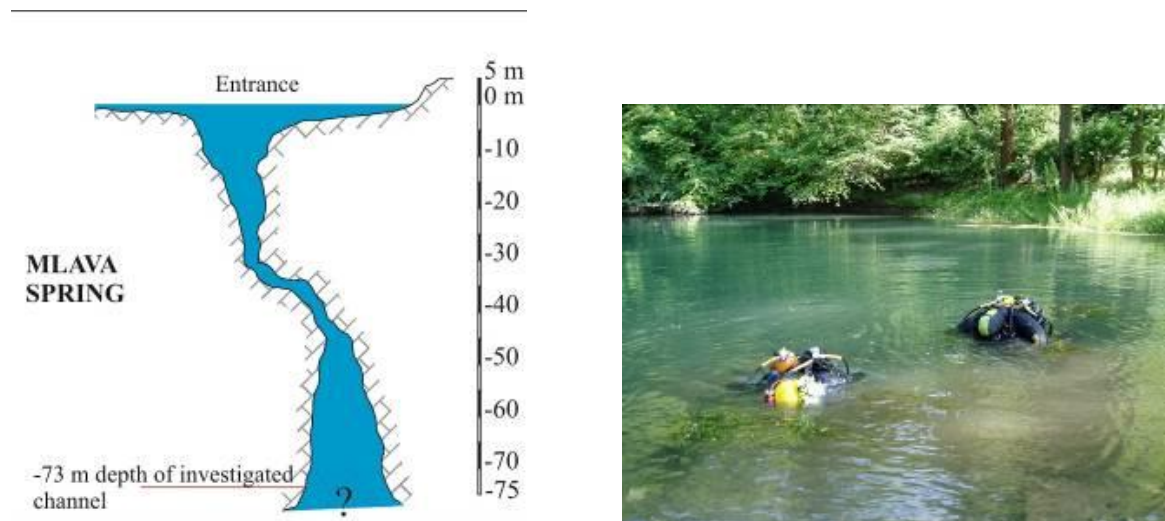 Entrance
5 m
0 m
-10
-20
-30
MLAVA
SPRING
-40
-50
-60
-70
-73 m depth of investigated
channel
-75
?